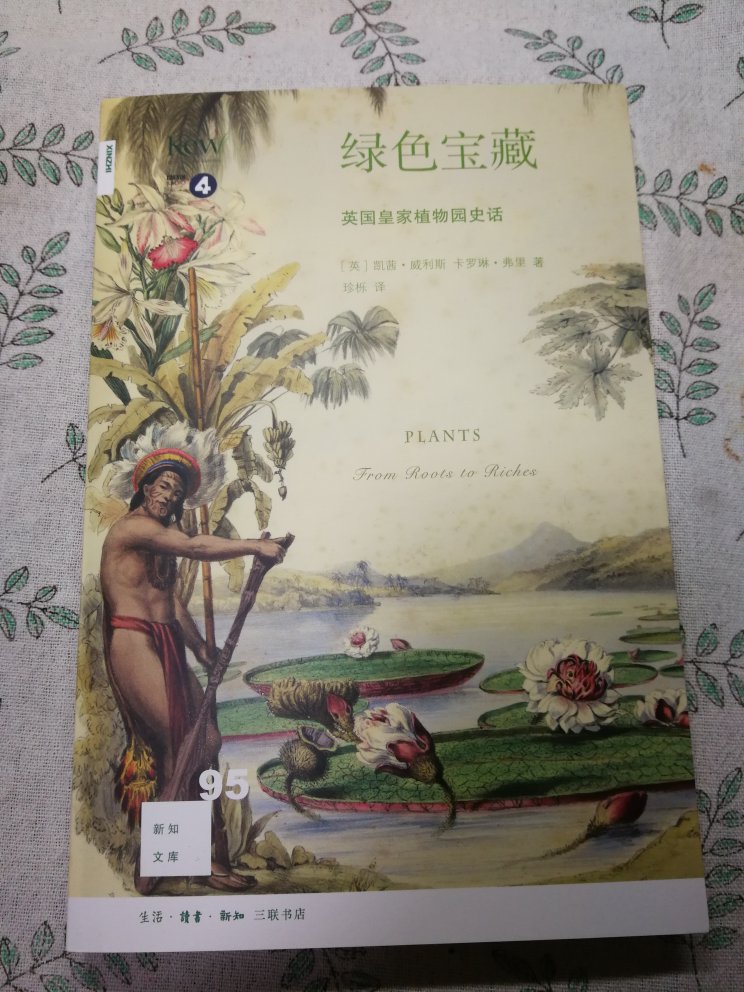 XINZHI
Kew
4
绿色宝藏
英国皇家植物园史话
［英］凯茜·威利斯 卡罗琳·弗里 著
珍栎 译
PLANTS
From Roots to Riches
95
新知
文库
生活·讀書·新知 三联书店